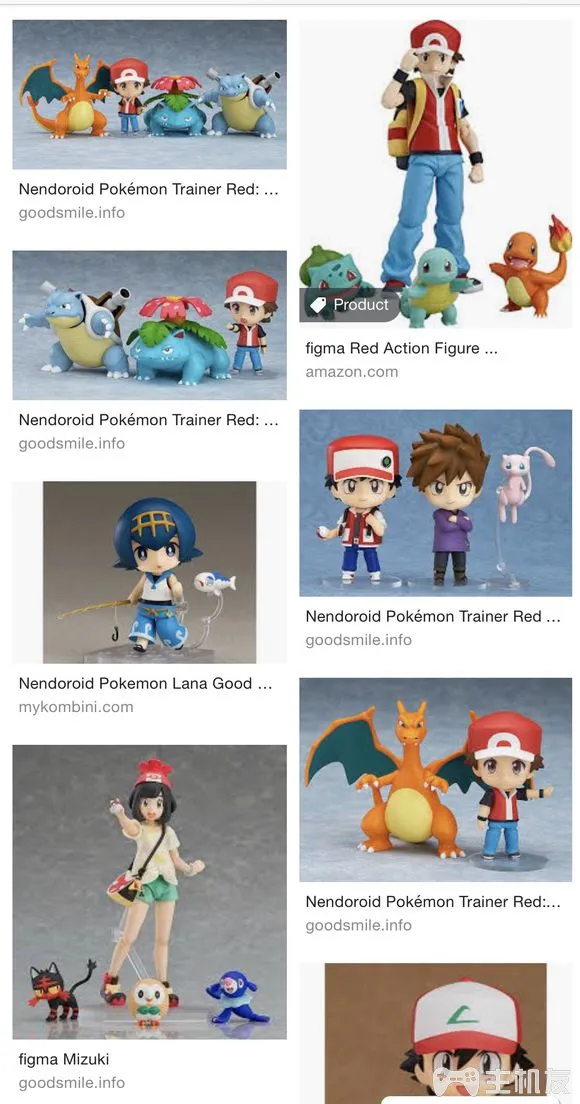 Nendoroid Pokémon Trainer Red: ...
goodsmile.info
Nendoroid Pokémon Trainer Red: ...
goodsmile.info
Nendoroid Pokemon Lana Good ...
mykombini.com
figma Mizuki
goodsmile.info
Product
figma Red Action Figure ...
amazon.com
Nendoroid Pokémon Trainer Red ...
goodsmile.info
Nendoroid Pokémon Trainer Red:...
goodsmile.info
主机友